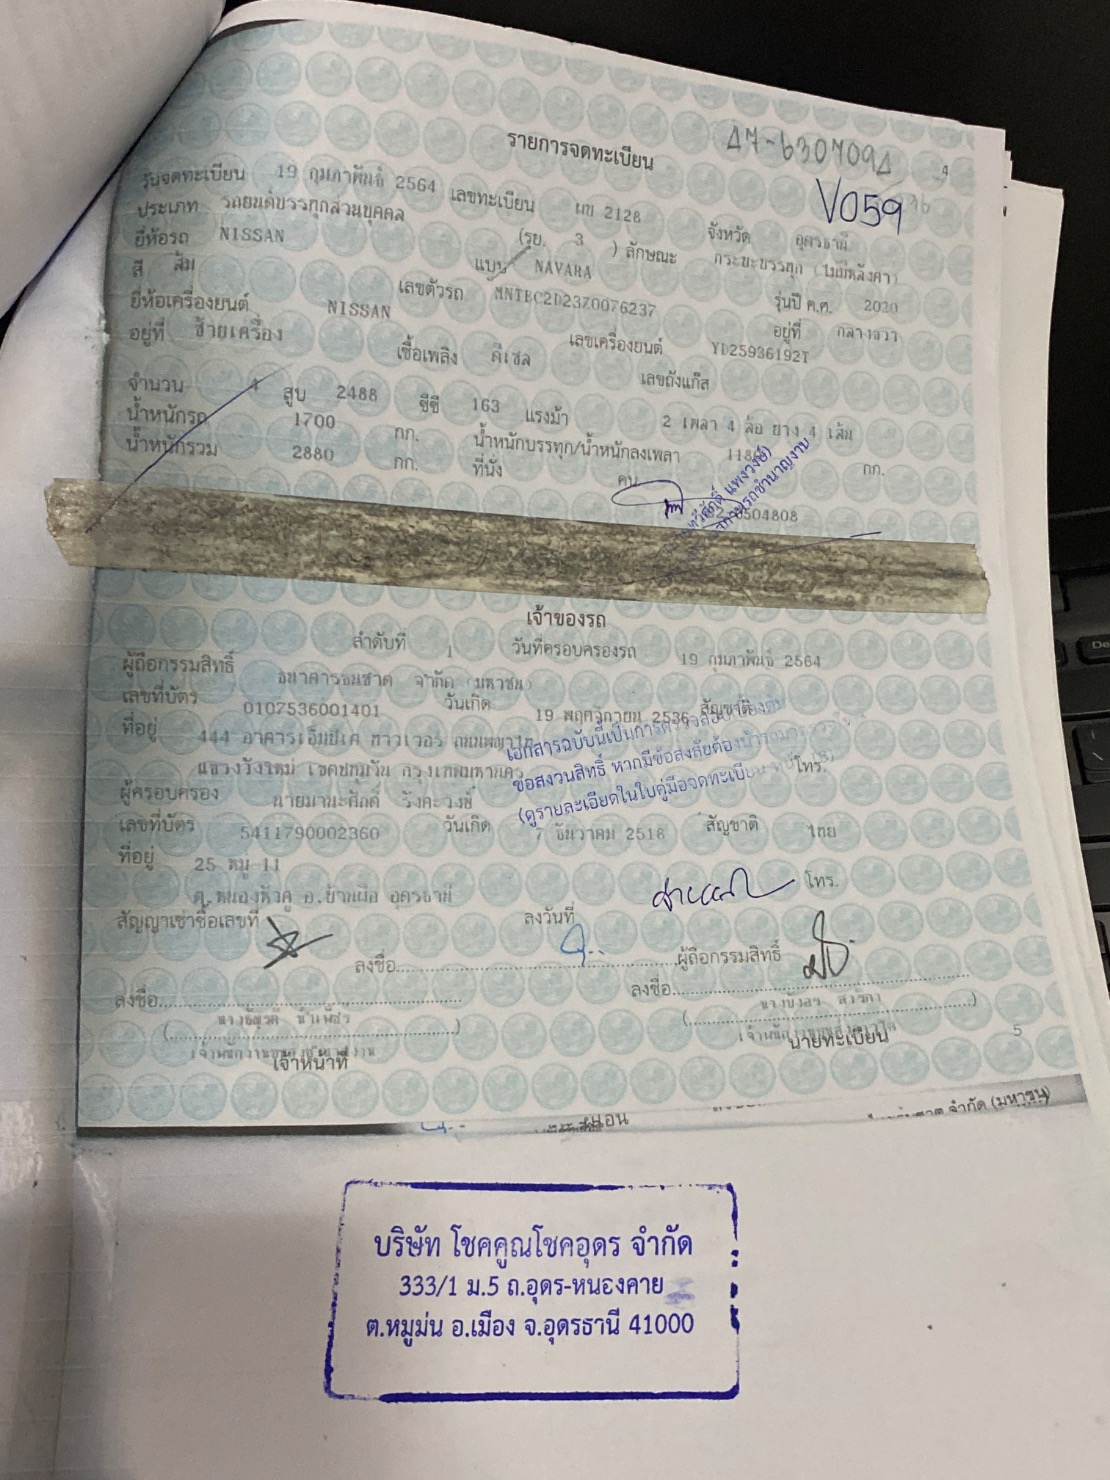 47-6307094
รายการจดทะเบียน
V059
วันจดทะเบียน 19 กุมภาพันธ์ 2564 เลขทะเบียน ผข 2128 จังหวัด อุดรธานี
ประเภท รถยนต์บรรทุกส่วนบุคคล (รย. 3 ) ลักษณะ กระบะบรรทุก (ไม่มีหลังคา)
ยี่ห้อรถ NISSAN แบบ NAVARA รุ่นปี ค.ศ. 2020
สี ส้ม เลขตัวรถ MNTBC2D23Z0076237 อยู่ที่ กลางขวา
ยี่ห้อเครื่องยนต์ NISSAN เลขเครื่องยนต์ YD25936192T
อยู่ที่ ซ้ายเครื่อง เชื้อเพลิง ดีเซล เลขถังแก๊ส
จำนวน 4 สูบ 2488 ซีซี 163 แรงม้า 2 เพลา 4 ล้อ ยาง 4 เส้น
น้ำหนักรถ 1700 กก. น้ำหนักบรรทุก/น้ำหนักลงเพลา กก.
น้ำหนักรวม 2880 กก. ที่นั่ง คน
เจ้าของรถ
ลำดับที่ 1 วันที่ครอบครองรถ 19 กุมภาพันธ์ 2564
ผู้ถือกรรมสิทธิ์ ธนาคารธนชาต จำกัด (มหาชน)
เลขที่บัตร 0107536001401 วันเกิด 19 พฤศจิกายน 2536 สัญชาติ
ที่อยู่ 444 อาคารเอ็มบีเค ทาวเวอร์ ถนนพญาไท
แขวงวังใหม่ เขตปทุมวัน กรุงเทพมหานคร โทร.
ขอสงวนสิทธิ์ หากมีข้อสงสัยต้อง
(ดูรายละเอียดในใบคู่มือจดทะเบียน
ผู้ครอบครอง นายมานะศักดิ์ รังคะวงษ์
เลขที่บัตร 5411790002360 วันเกิด 7 ธันวาคม 2518 สัญชาติ ไทย
ที่อยู่ 25 หมู่ 11 โทร.
ต.หนองหัวคู อ.บ้านผือ อุดรธานี
สัญญาเช่าซื้อเลขที่ ลงวันที่
ลงชื่อ ผู้ถือกรรมสิทธิ์
ลงชื่อ ลงชื่อ
เจ้าหน้าที่ นายทะเบียน
5
จำกัด (มหาชน)
บริษัท โชคคูณโชคอุดร จำกัด
333/1 ม.5 ถ.อุดร-หนองคาย
ต.หมูม่น อ.เมือง จ.อุดรธานี 41000